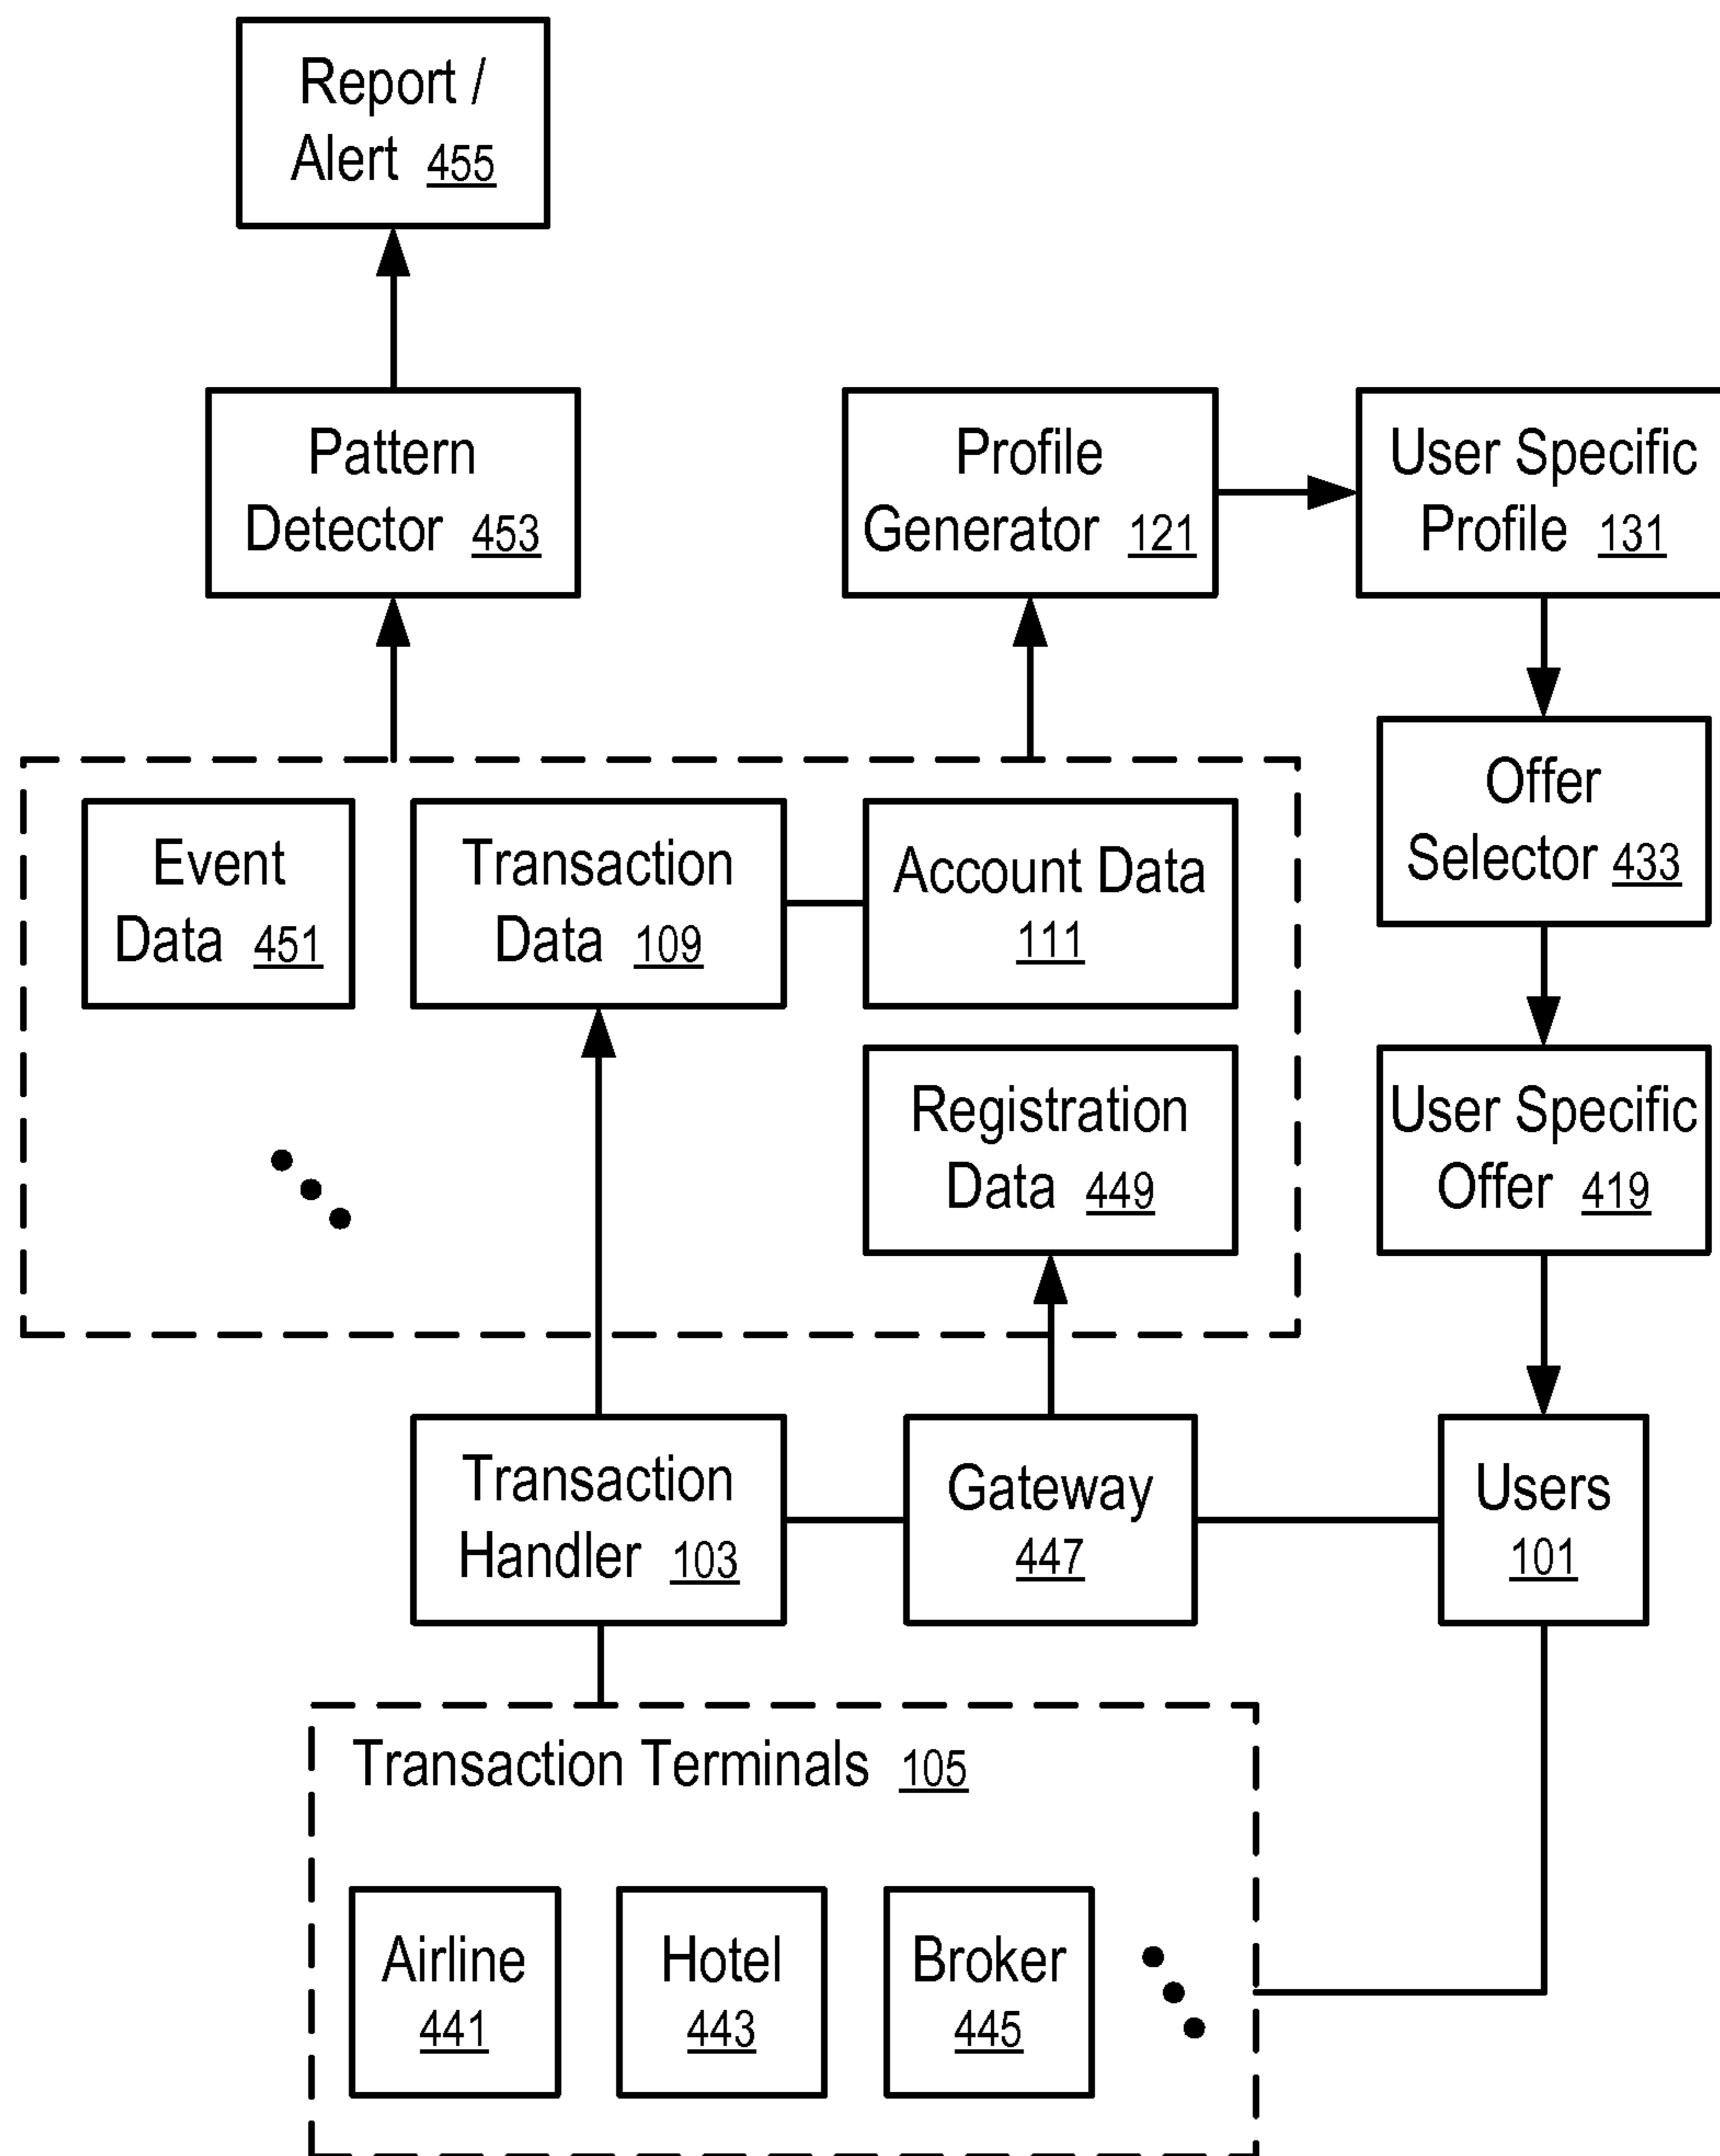 Report /
Alert 455
Pattern
Detector 453
Profile
Generator 121
User Specific
Profile 131
Offer
Selector 433
Event
Data 451
Transaction
Data 109
Account Data
111
Registration
Data 449
User Specific
Offer 419
Transaction
Handler 103
Gateway
447
Users
101
Transaction Terminals 105
Airline
441
Hotel
443
Broker
445